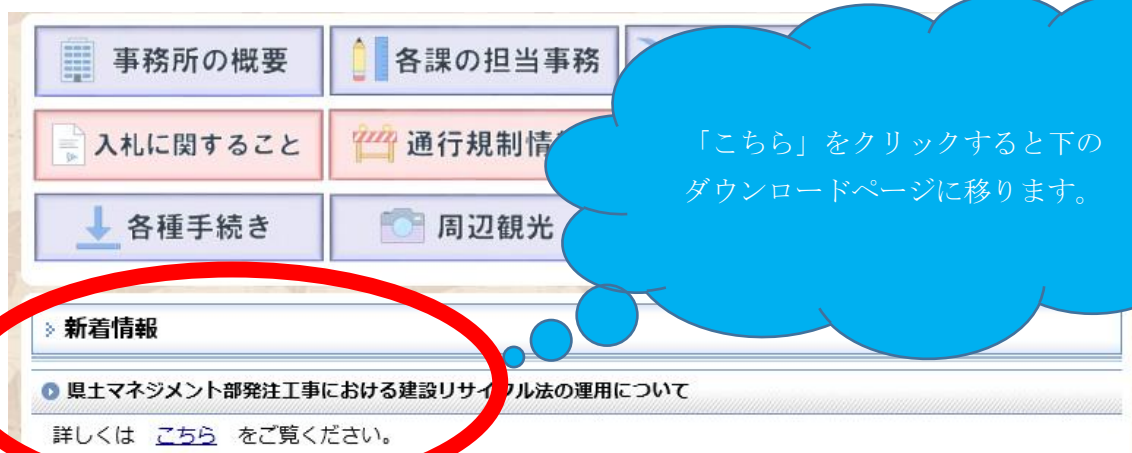 事務所の概要
各課の担当事務
入札に関すること
通行規制情
各種手続き
周辺観光
「こちら」をクリックすると下の
ダウンロードページに移ります。
新着情報
県土マネジメント部発注工事における建設リサイクル法の運用について
詳しくは こちら をご覧ください。